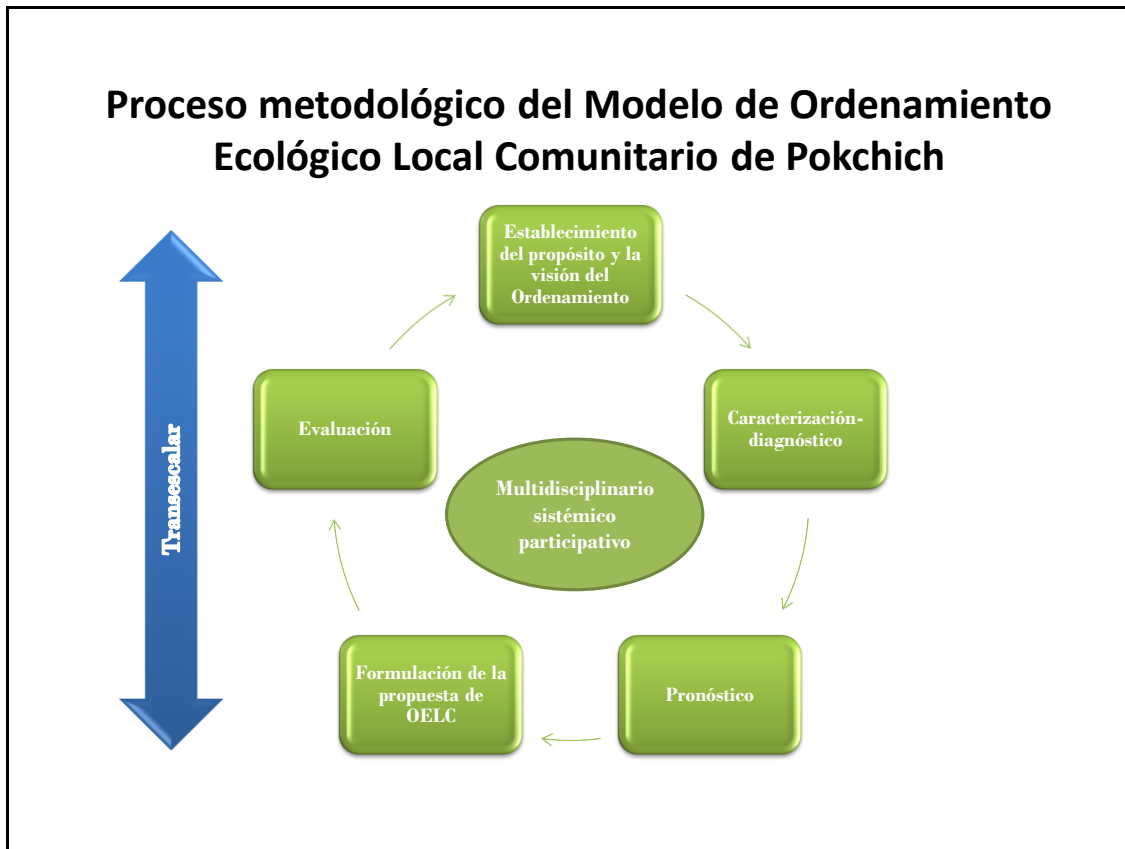 Proceso metodológico del Modelo de Ordenamiento
Ecológico Local Comunitario de Pokchich
Establecimiento
del propósito y la
visión del
Ordenamiento
Caracterización-
diagnóstico
Pronóstico
Formulación de la
propuesta de
OELC
Evaluación
Multidisciplinario
sistémico
participativo
Transcescalar